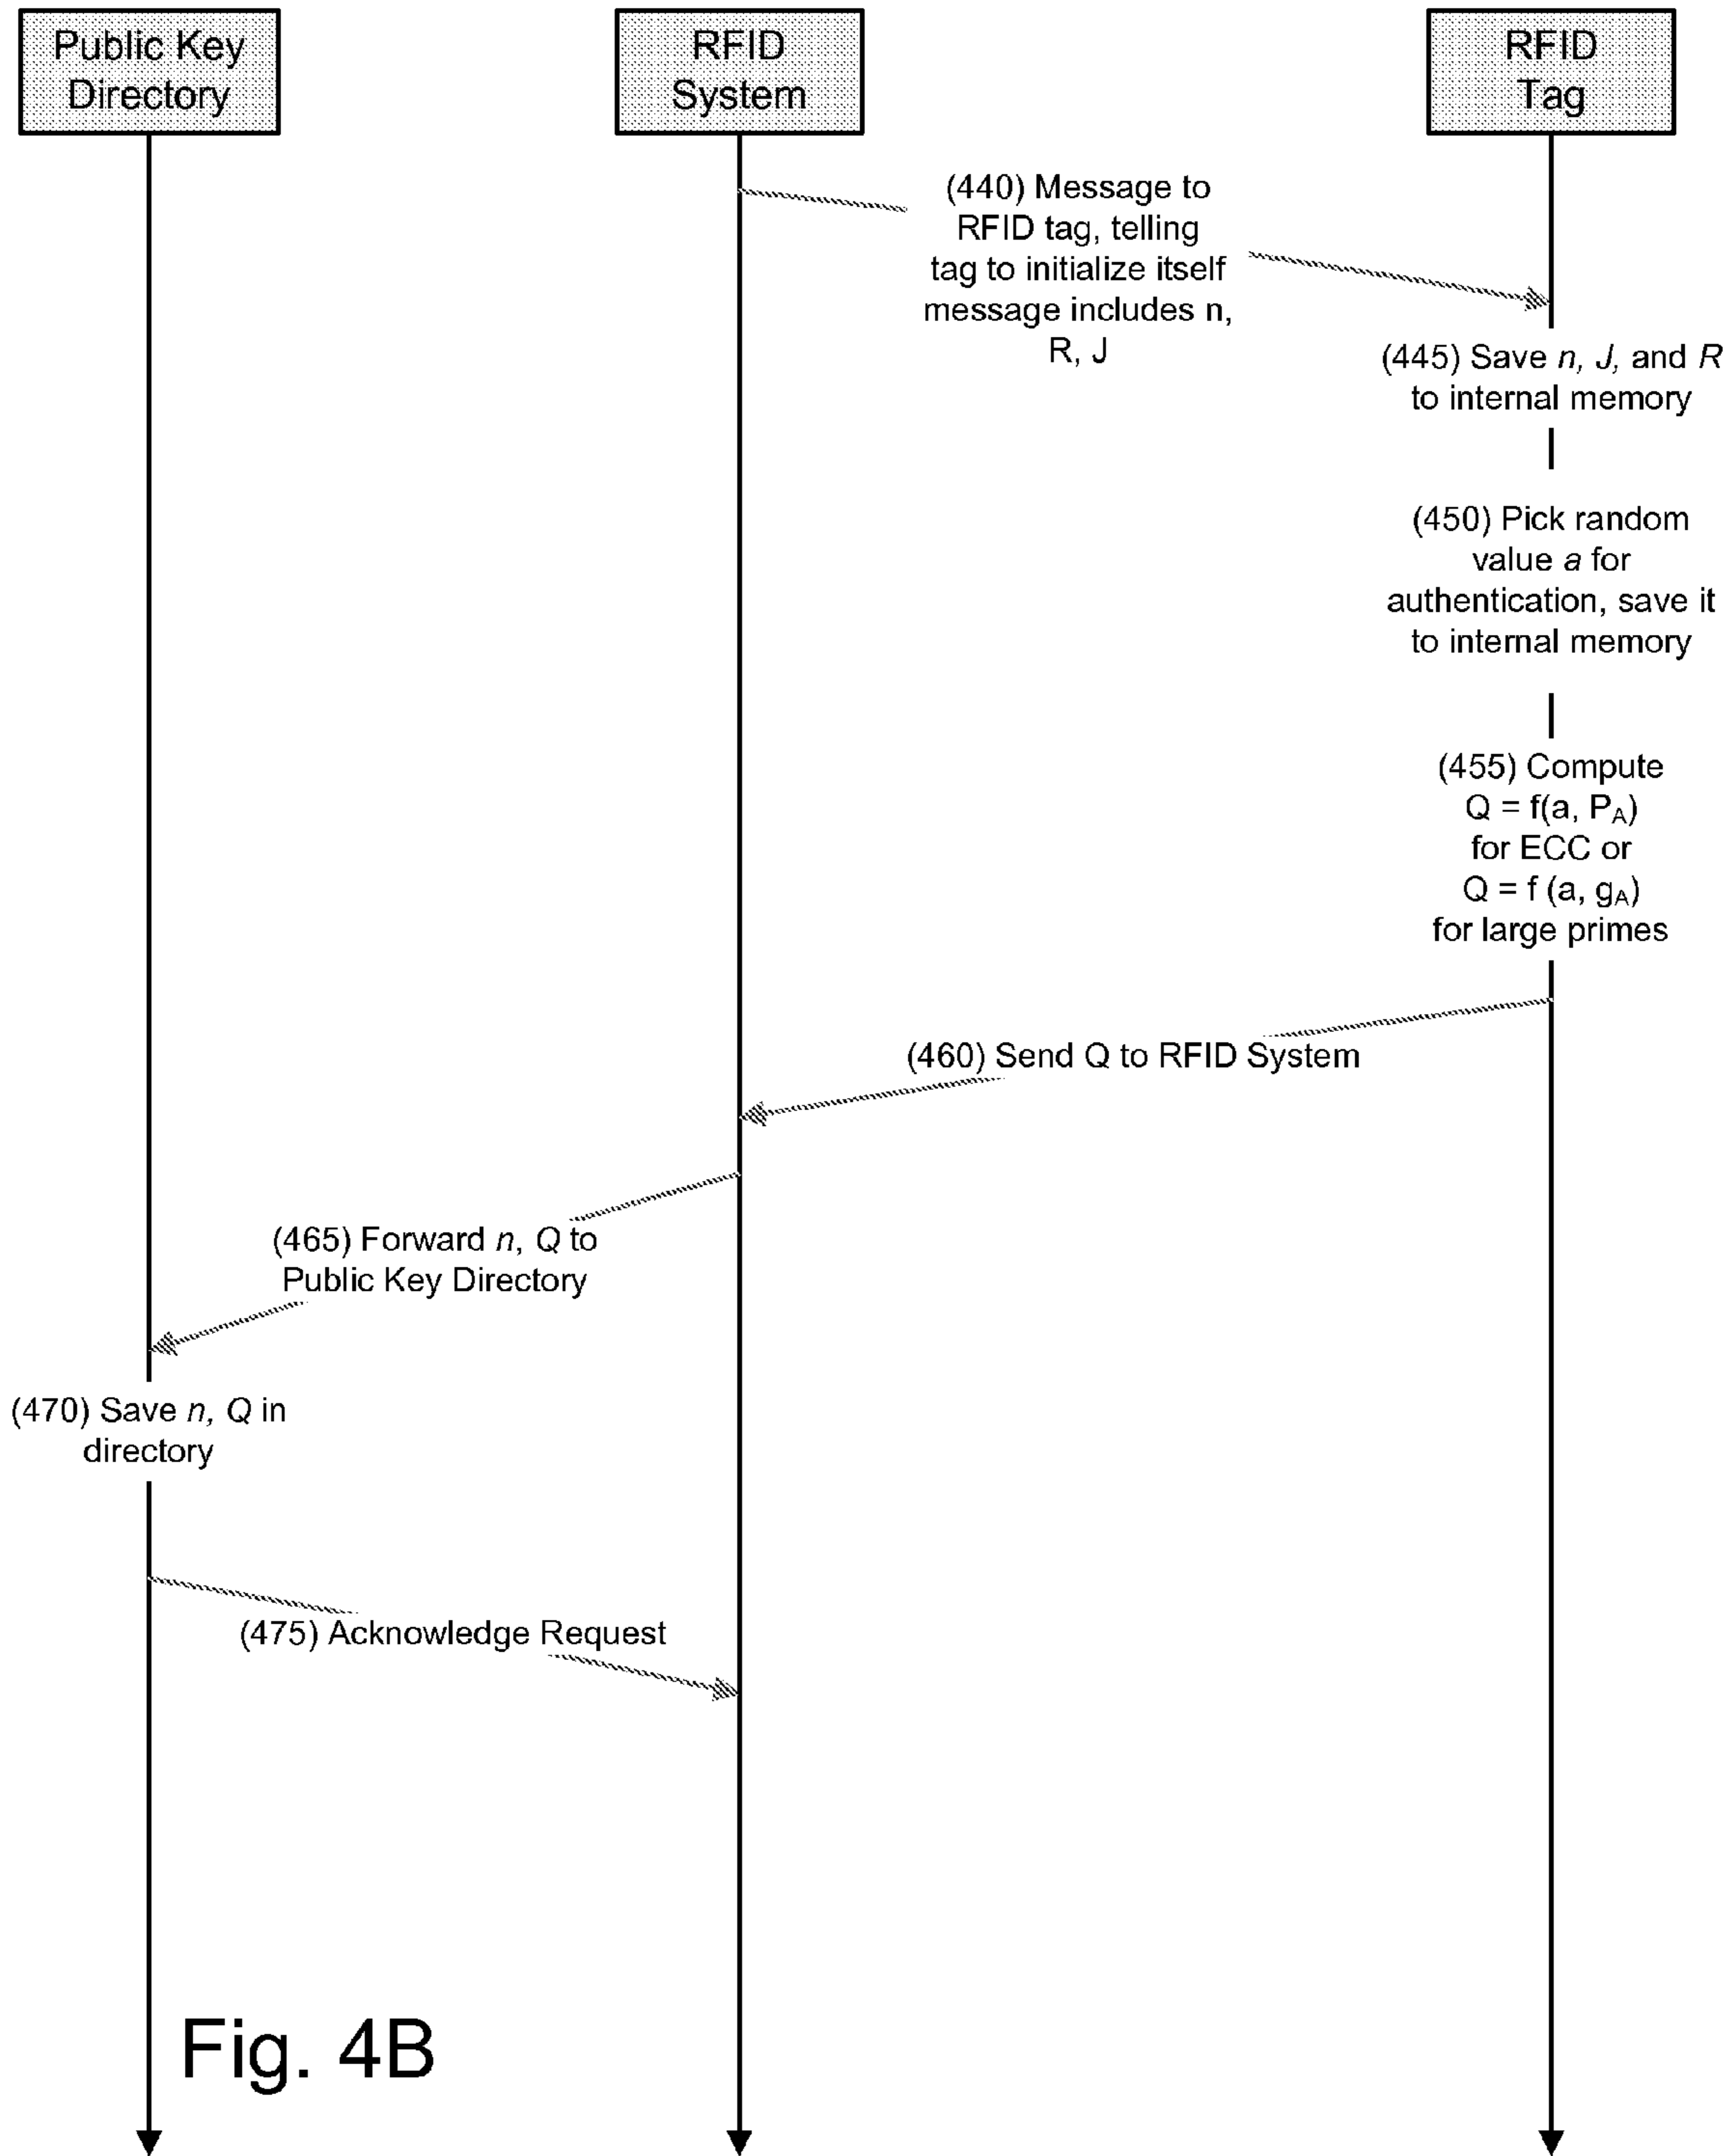 Public Key
Directory
RFID
System
RFID
Tag
(440) Message to
RFID tag, telling
tag to initialize itself
message includes n,
R, J
(445) Save n, J, and R
to internal memory
(450) Pick random
value a for
authentication, save it
to internal memory
(455) Compute
Q = f(a, P_A)
for ECC or
Q = f (a, g_A)
for large primes
(460) Send Q to RFID System
(465) Forward n, Q to
Public Key Directory
(470) Save n, Q in
directory
(475) Acknowledge Request
Fig. 4B